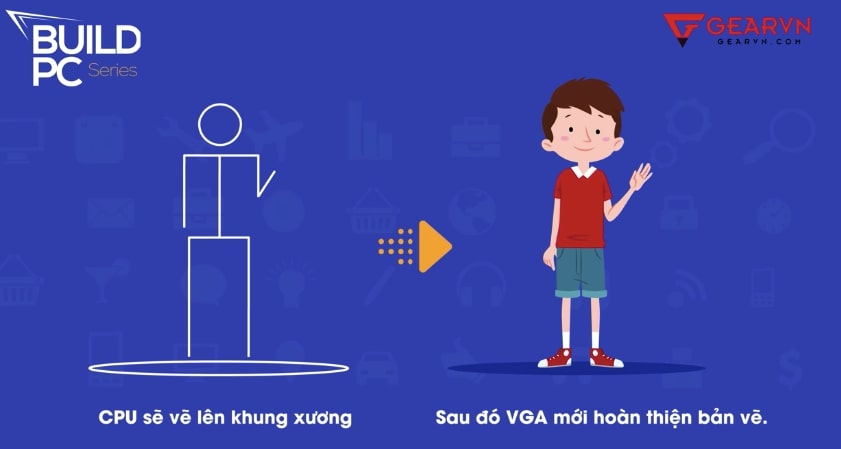 BUILD
PC Series
GEARVN
GEARVN.COM
CPU sẽ vẽ lên khung xương
Sau đó VGA mới hoàn thiện bản vẽ.